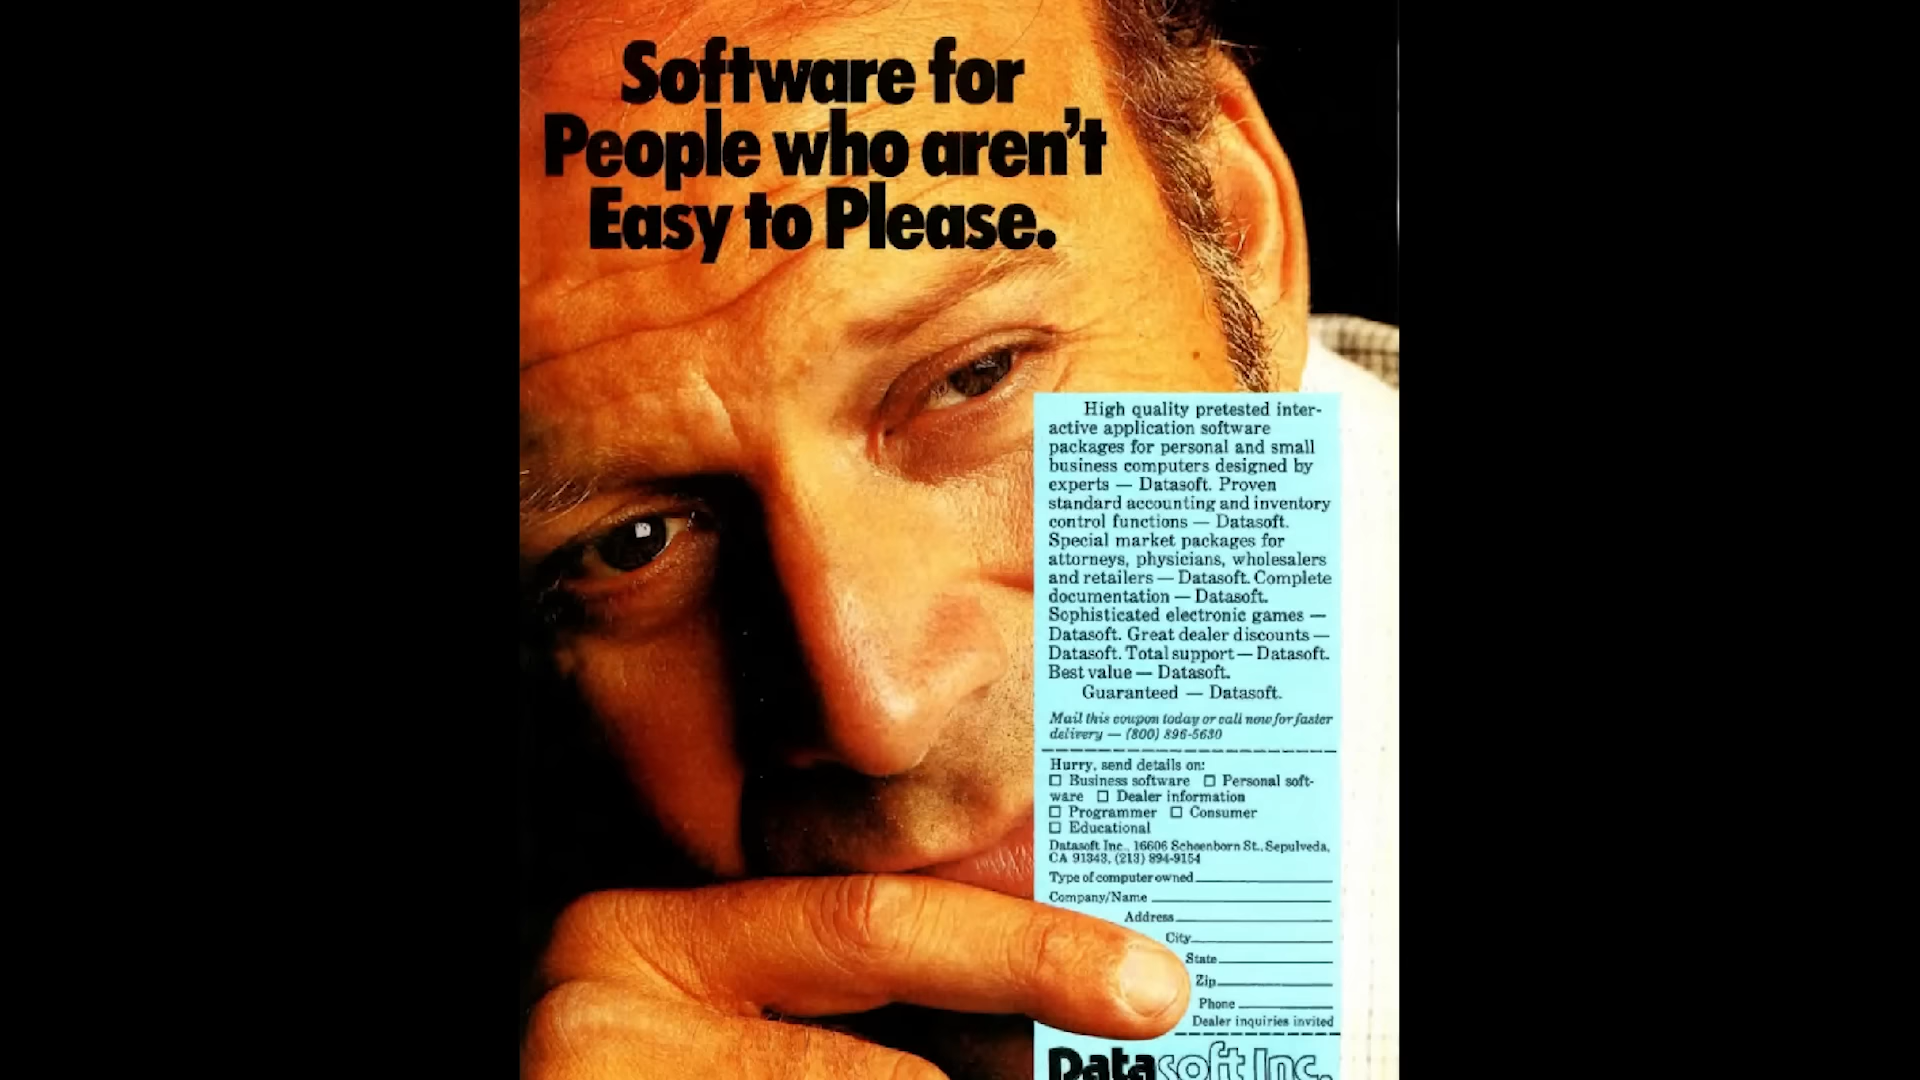 Software for
People who aren't
Easy to Please.
High quality pretested inter-
active application software
packages for personal and small
business computers designed by
experts — Datasoft. Proven
standard accounting and inventory
control functions — Datasoft.
Special market packages for
attorneys, physicians, wholesalers
and retailers — Datasoft. Complete
documentation — Datasoft.
Sophisticated electronic games —
Datasoft. Great dealer discounts —
Datasoft. Total support — Datasoft.
Best value — Datasoft.
Guaranteed — Datasoft.
Mail this coupon today or call now for faster
delivery — (800) 896-5630
Hurry, send details on:
☐ Business software ☐ Personal soft-
ware ☐ Dealer information
☐ Programmer ☐ Consumer
☐ Educational
Datasoft Inc., 16606 Schoenborn St., Sepulveda,
CA 91343, (213) 894-9154
Type of computer owned
Company/Name
Address
City
State
Zip
Phone
Dealer inquiries invited
Datasoft Inc.